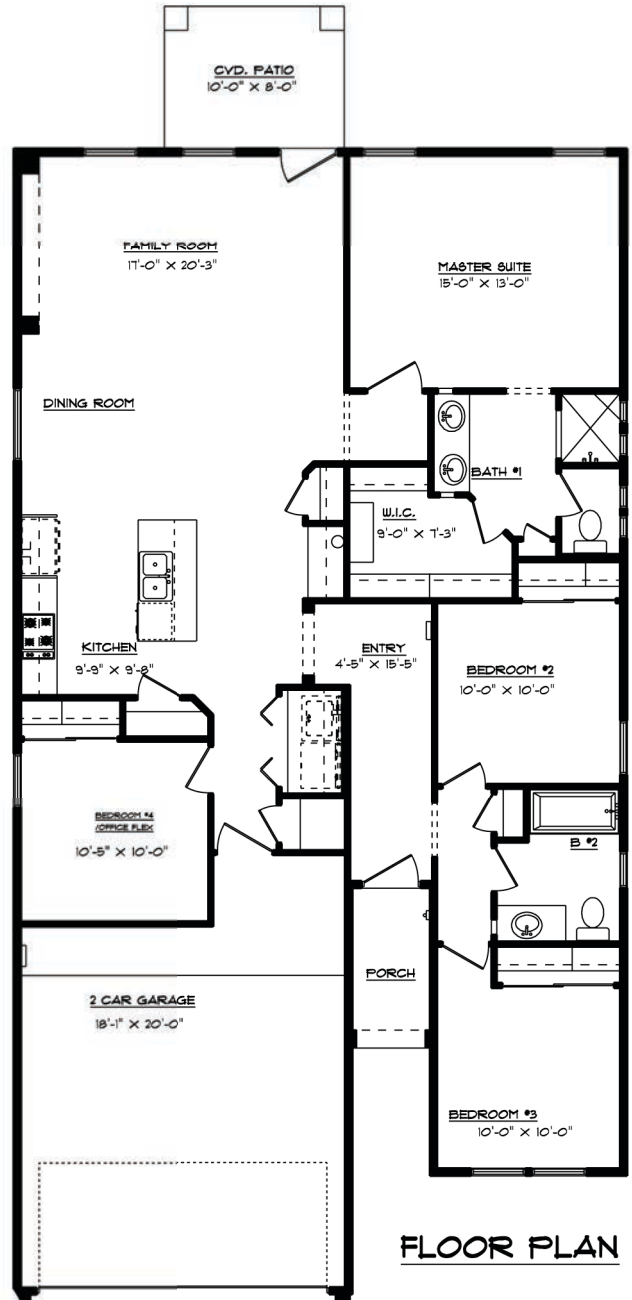 CVD. PATIO
10'-0" X 8'-0"
FAMILY ROOM
17'-0" X 20'-3"
MASTER SUITE
15'-0" X 13'-0"
DINING ROOM
BATH #1
W.I.C.
9'-0" X 7'-3"
KITCHEN
9'-9" X 9'-8"
ENTRY
4'-5" X 15'-5"
BEDROOM #2
10'-0" X 10'-0"
BEDROOM #4
/OFFICE FLEX
10'-5" X 10'-0"
B #2
PORCH
2 CAR GARAGE
18'-1" X 20'-0"
BEDROOM #3
10'-0" X 10'-0"
FLOOR PLAN